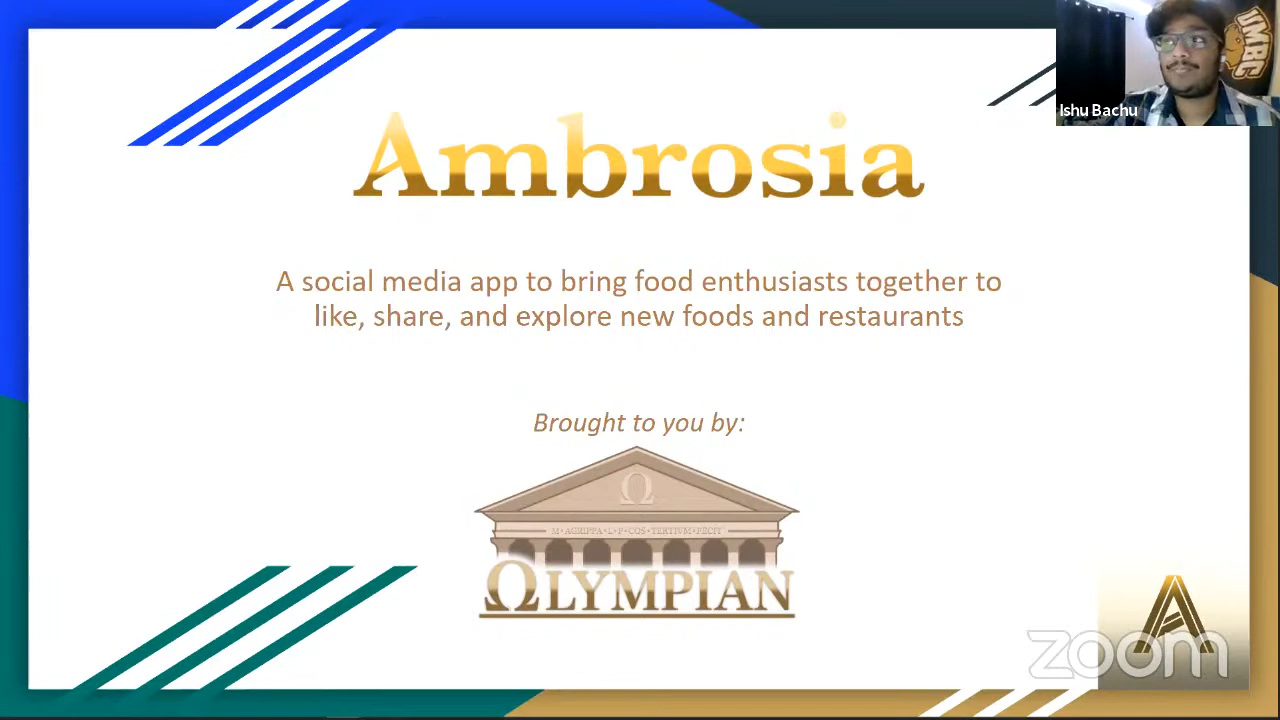 UMBC
Ishu Bachu
Ambrosia
A social media app to bring food enthusiasts together to
like, share, and explore new foods and restaurants
Brought to you by:
Ω
M·AGRIPPA·L·F·COS·TERTIVM·FECIT
ΩLYMPIAN
A
zoom